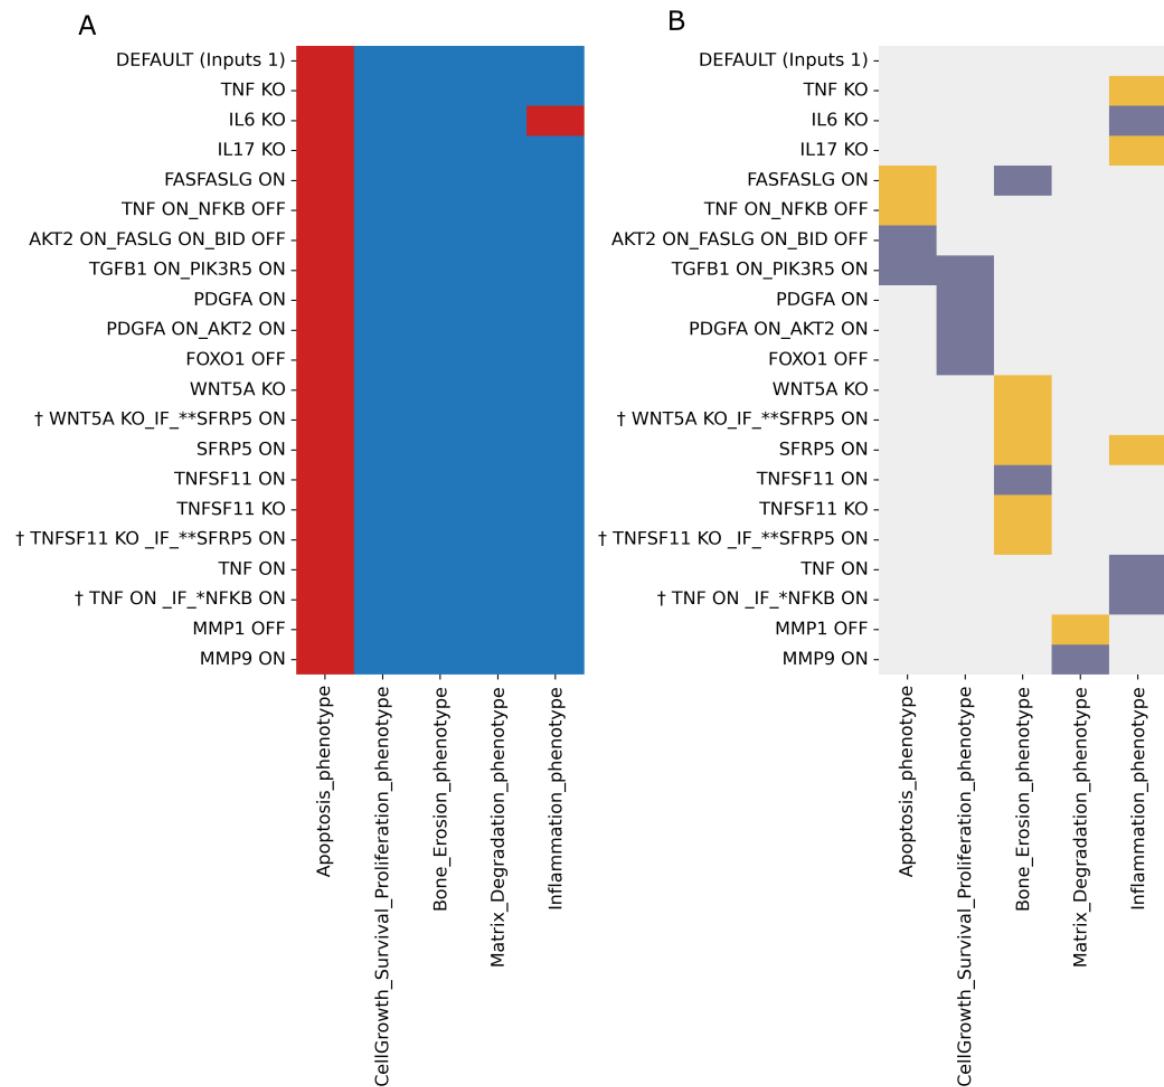 A
DEFAULT (Inputs 1)
TNF KO
IL6 KO
IL17 KO
FASFASLG ON
TNF ON_NFKB OFF
AKT2 ON_FASLG ON_BID OFF
TGFB1 ON_PIK3R5 ON
PDGFA ON
PDGFA ON_AKT2 ON
FOXO1 OFF
WNT5A KO
† WNT5A KO_IF_**SFRP5 ON
SFRP5 ON
TNFSF11 ON
TNFSF11 KO
† TNFSF11 KO _IF_**SFRP5 ON
TNF ON
† TNF ON _IF_*NFKB ON
MMP1 OFF
MMP9 ON
Apoptosis_phenotype
CellGrowth_Survival_Proliferation_phenotype
Bone_Erosion_phenotype
Matrix_Degradation_phenotype
Inflammation_phenotype
B
DEFAULT (Inputs 1)
TNF KO
IL6 KO
IL17 KO
FASFASLG ON
TNF ON_NFKB OFF
AKT2 ON_FASLG ON_BID OFF
TGFB1 ON_PIK3R5 ON
PDGFA ON
PDGFA ON_AKT2 ON
FOXO1 OFF
WNT5A KO
† WNT5A KO_IF_**SFRP5 ON
SFRP5 ON
TNFSF11 ON
TNFSF11 KO
† TNFSF11 KO _IF_**SFRP5 ON
TNF ON
† TNF ON _IF_*NFKB ON
MMP1 OFF
MMP9 ON
Apoptosis_phenotype
CellGrowth_Survival_Proliferation_phenotype
Bone_Erosion_phenotype
Matrix_Degradation_phenotype
Inflammation_phenotype